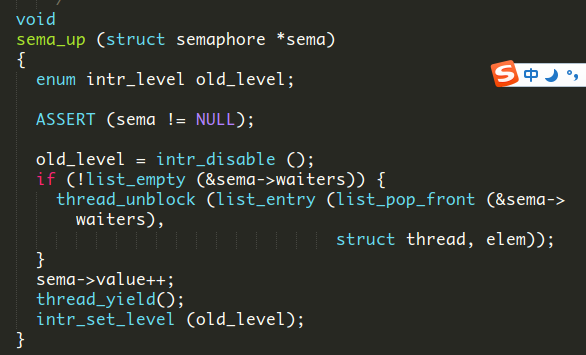 void
sema_up (struct semaphore *sema)
{
  enum intr_level old_level;

  ASSERT (sema != NULL);

  old_level = intr_disable ();
  if (!list_empty (&sema->waiters)) {
    thread_unblock (list_entry (list_pop_front (&sema->
      waiters),
                                struct thread, elem));
  }
  sema->value++;
  thread_yield();
  intr_set_level (old_level);
}
S 中